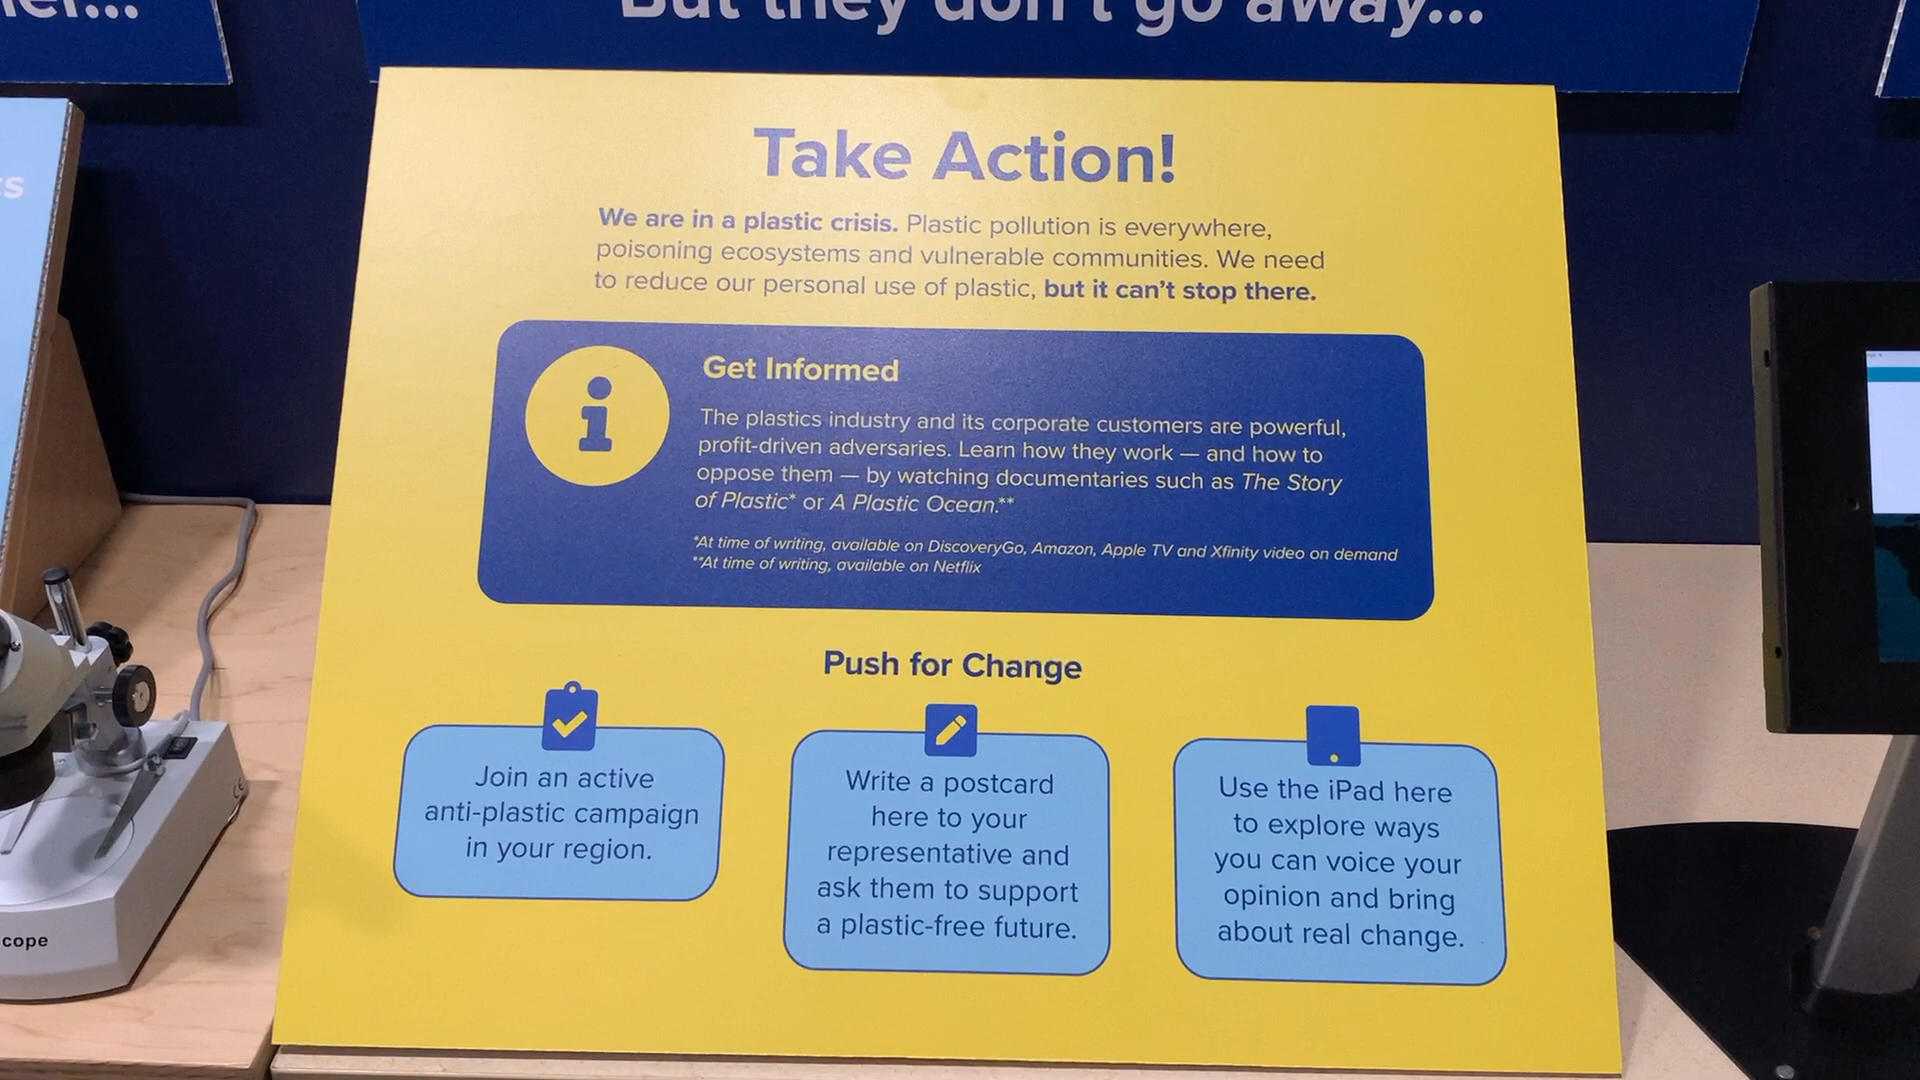 But they don't go away...
Take Action!
We are in a plastic crisis. Plastic pollution is everywhere,
poisoning ecosystems and vulnerable communities. We need
to reduce our personal use of plastic, but it can't stop there.
Get Informed
The plastics industry and its corporate customers are powerful,
profit-driven adversaries. Learn how they work — and how to
oppose them — by watching documentaries such as The Story
of Plastic* or A Plastic Ocean.**
*At time of writing, available on DiscoveryGo, Amazon, Apple TV and Xfinity video on demand
**At time of writing, available on Netflix
Push for Change
Join an active
anti-plastic campaign
in your region.
Write a postcard
here to your
representative and
ask them to support
a plastic-free future.
Use the iPad here
to explore ways
you can voice your
opinion and bring
about real change.